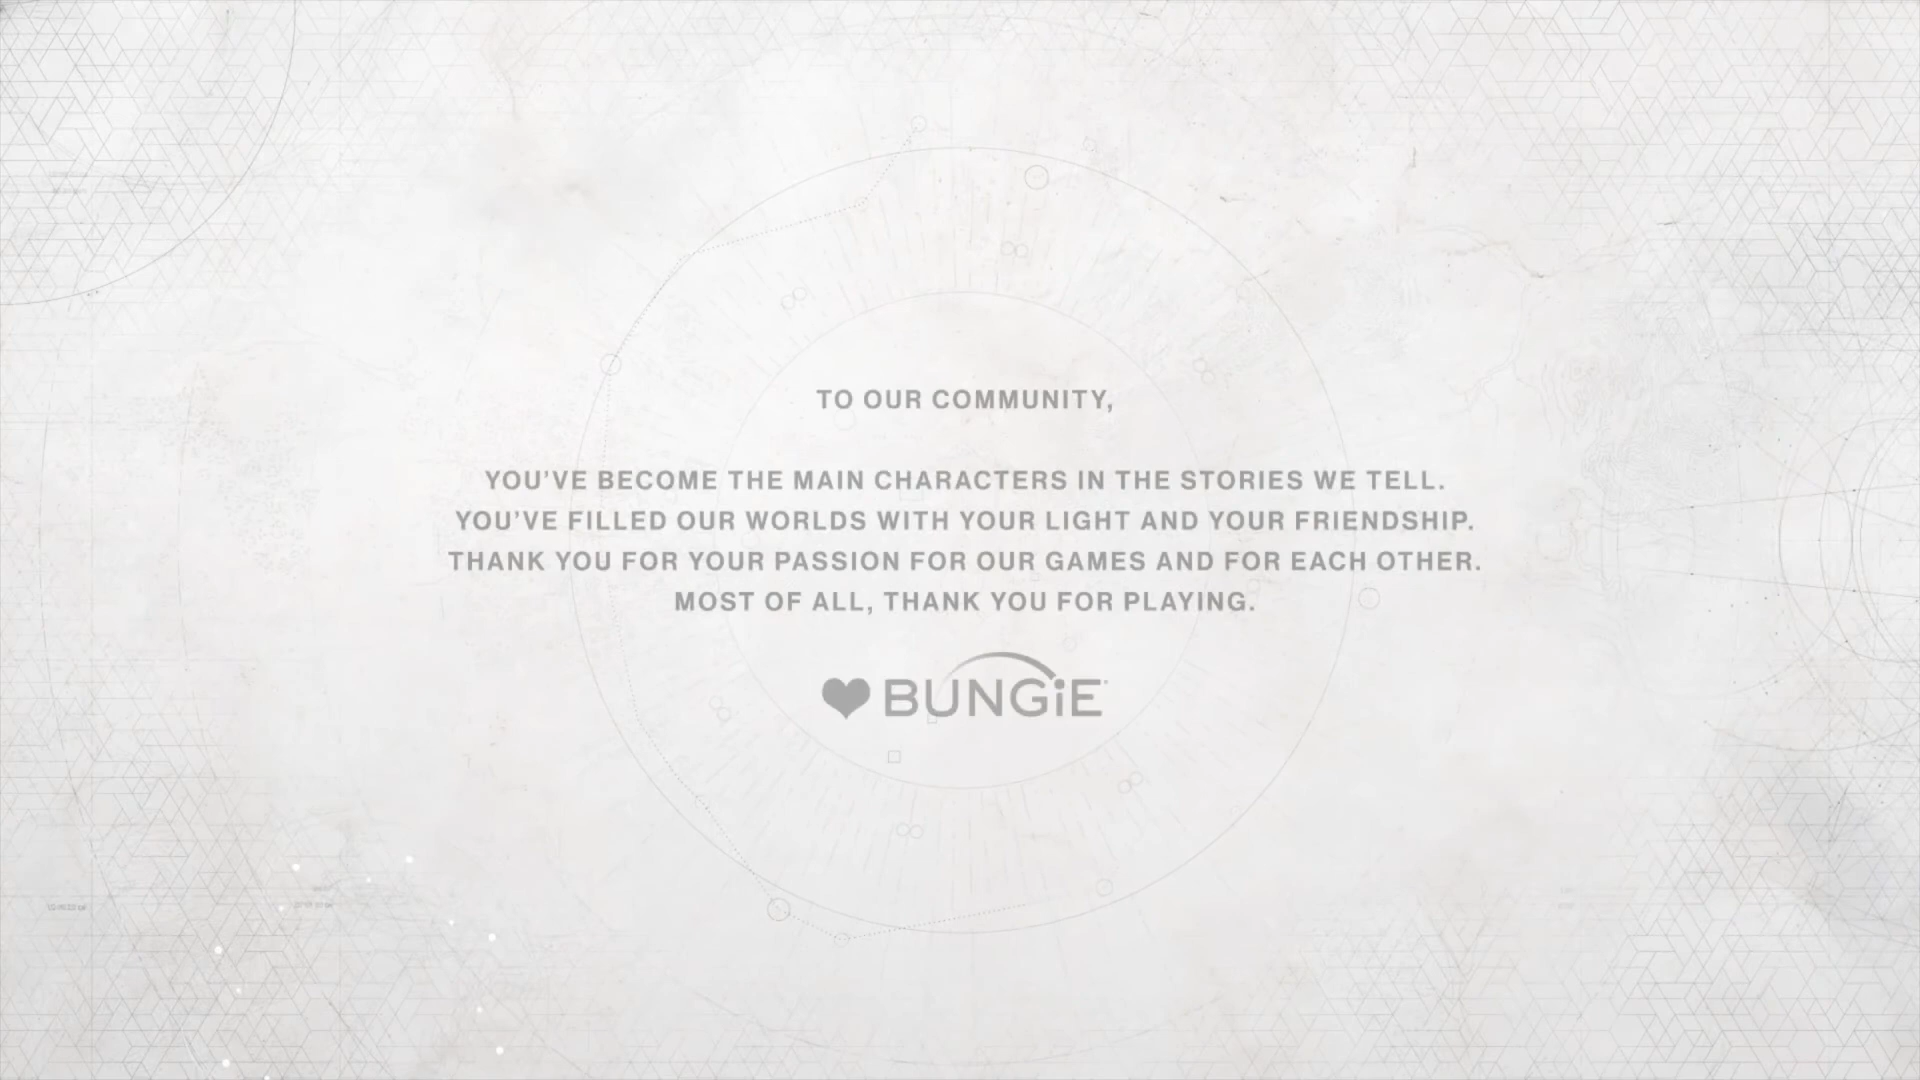 TO OUR COMMUNITY,
YOU'VE BECOME THE MAIN CHARACTERS IN THE STORIES WE TELL.
YOU'VE FILLED OUR WORLDS WITH YOUR LIGHT AND YOUR FRIENDSHIP.
THANK YOU FOR YOUR PASSION FOR OUR GAMES AND FOR EACH OTHER.
MOST OF ALL, THANK YOU FOR PLAYING.
BUNGiE